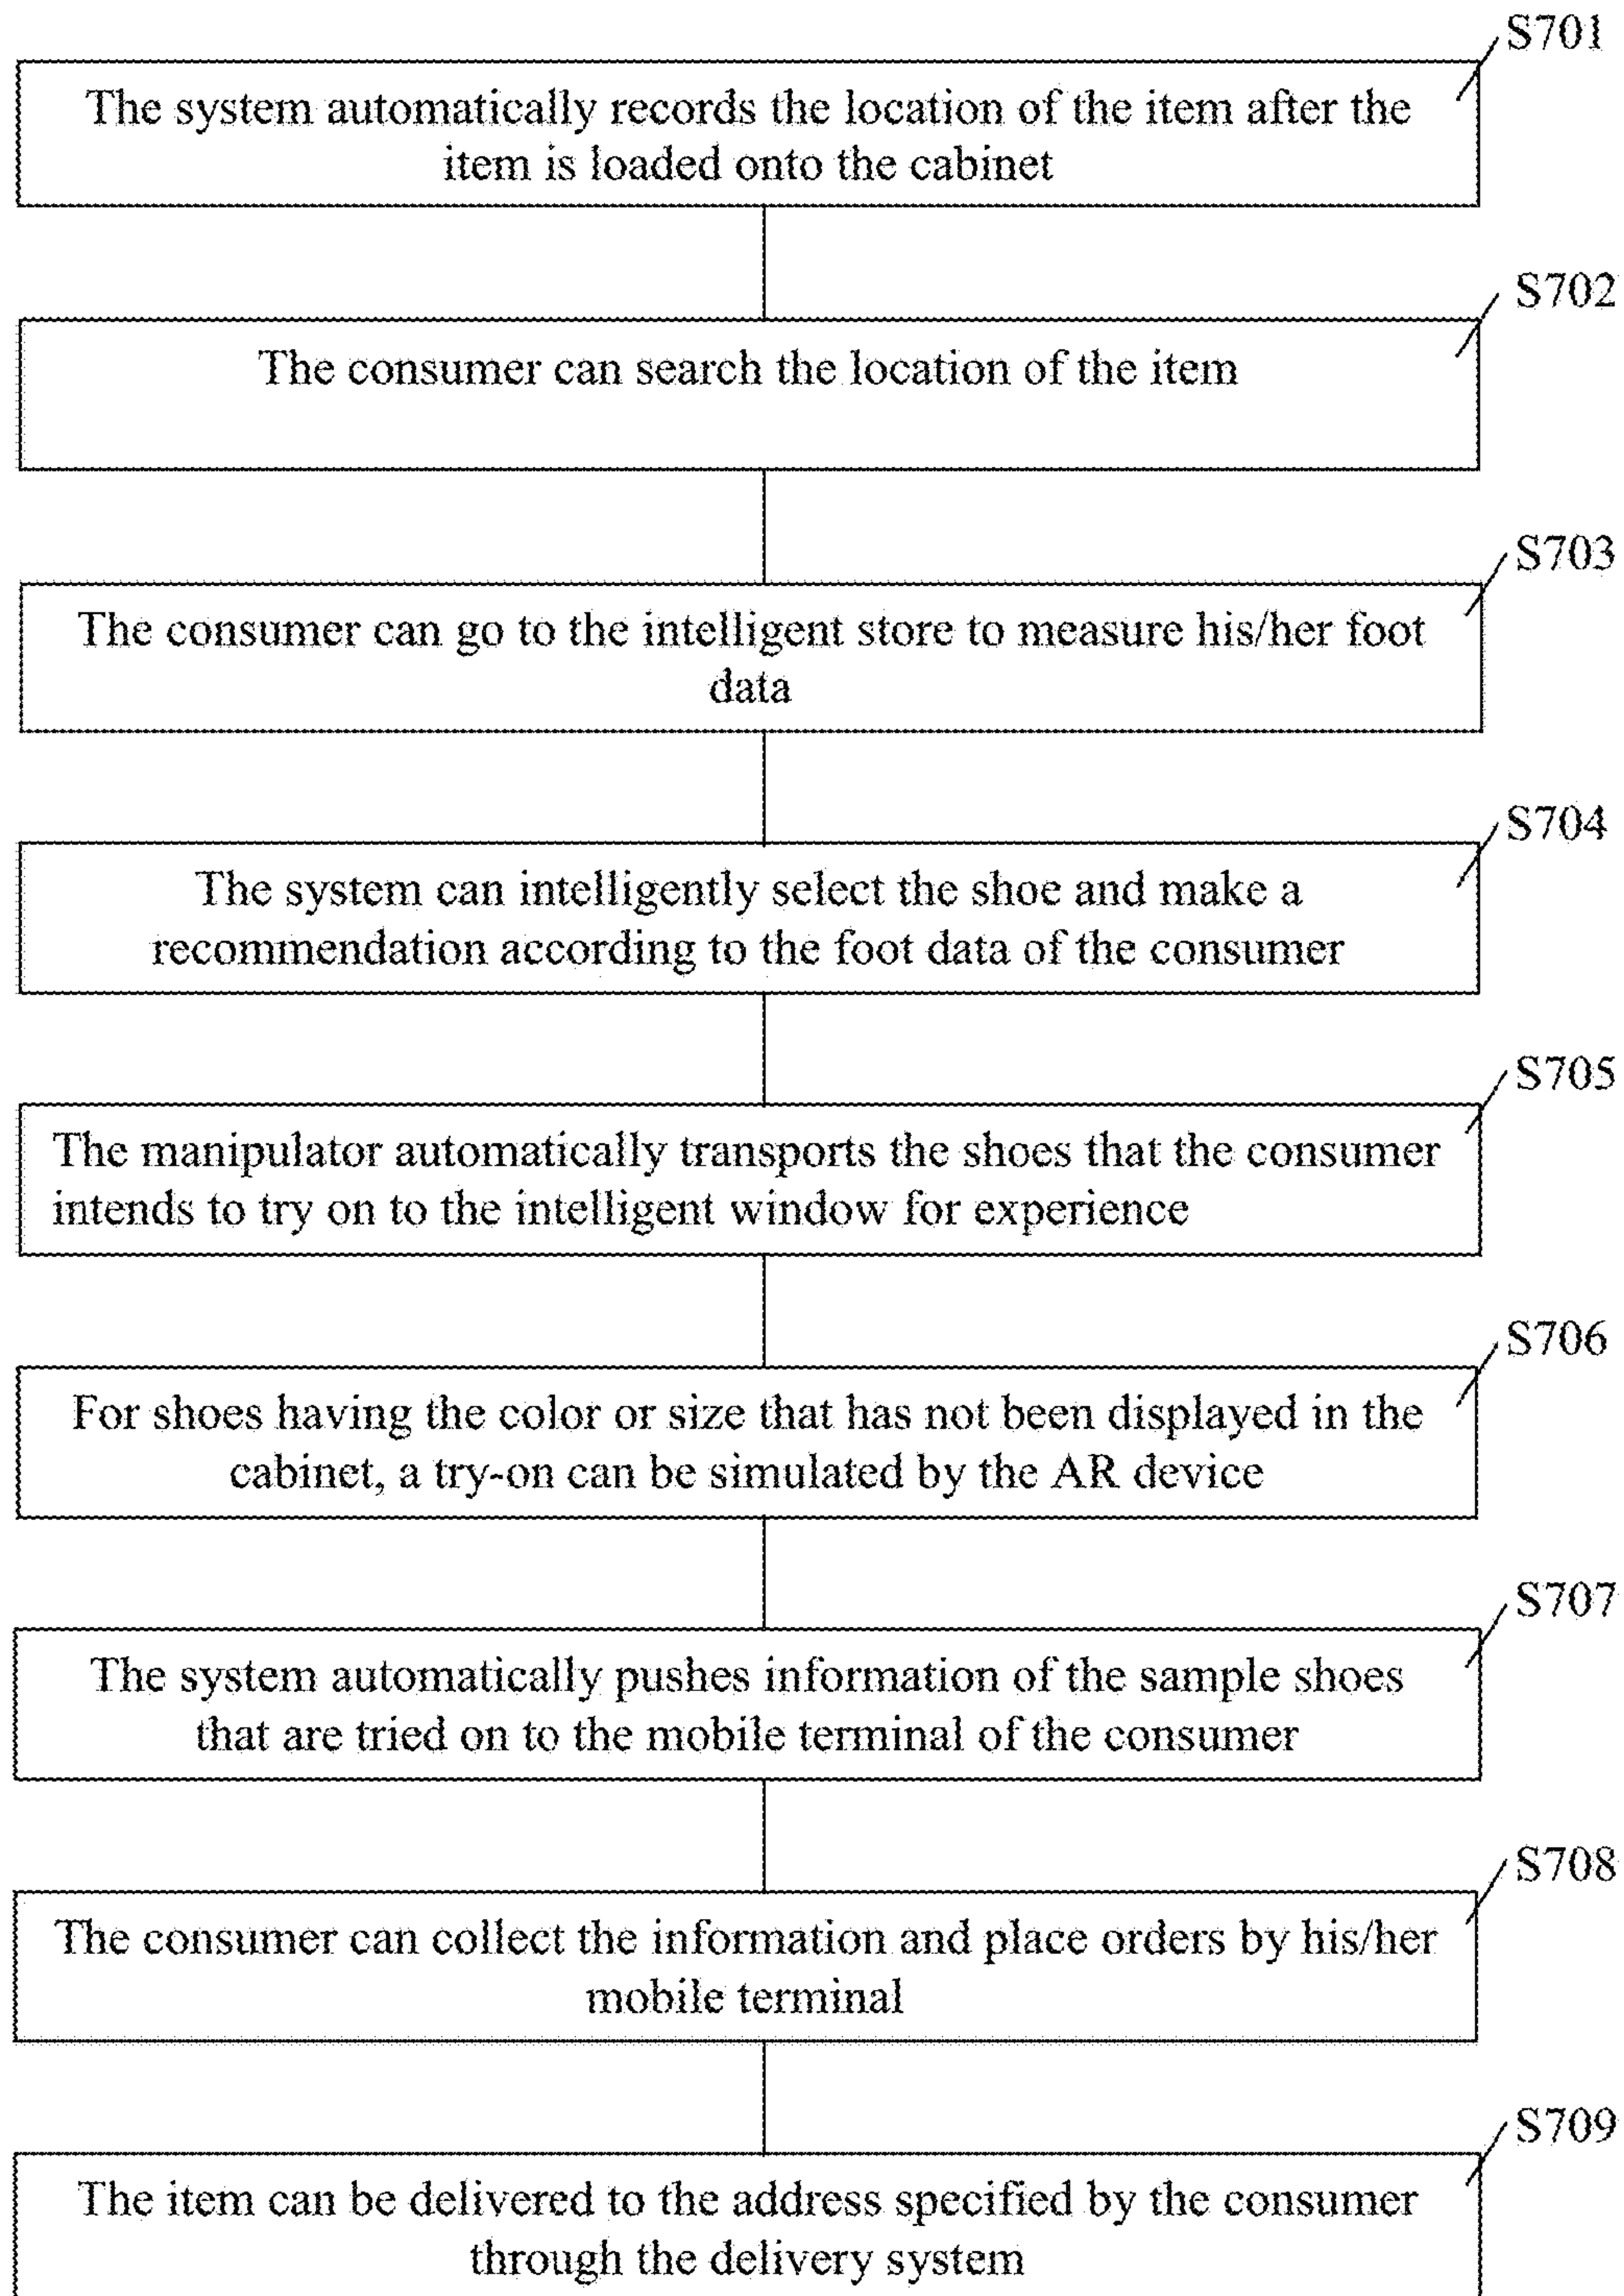 S701
The system automatically records the location of the item after the
item is loaded onto the cabinet
S702
The consumer can search the location of the item
S703
The consumer can go to the intelligent store to measure his/her foot
data
S704
The system can intelligently select the shoe and make a
recommendation according to the foot data of the consumer
S705
The manipulator automatically transports the shoes that the consumer
intends to try on to the intelligent window for experience
S706
For shoes having the color or size that has not been displayed in the
cabinet, a try-on can be simulated by the AR device
S707
The system automatically pushes information of the sample shoes
that are tried on to the mobile terminal of the consumer
S708
The consumer can collect the information and place orders by his/her
mobile terminal
S709
The item can be delivered to the address specified by the consumer
through the delivery system